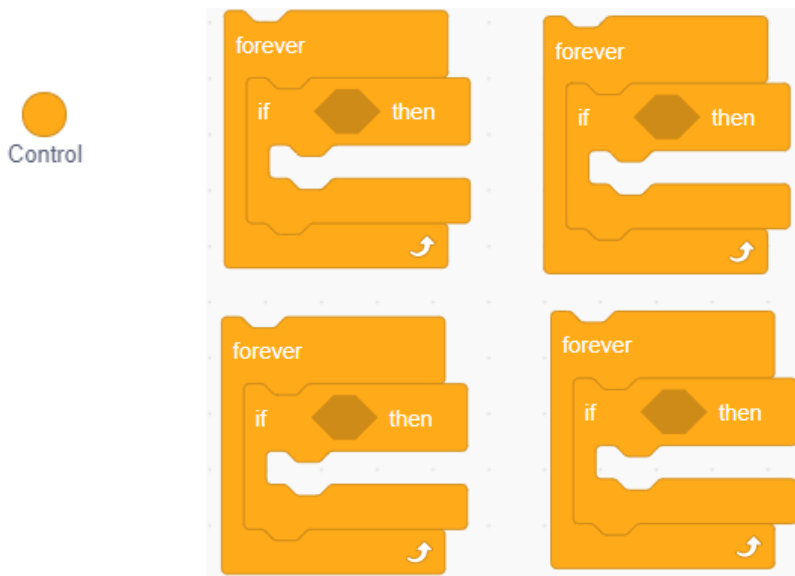 forever
if then
forever
if then
Control
forever
if then
forever
if then